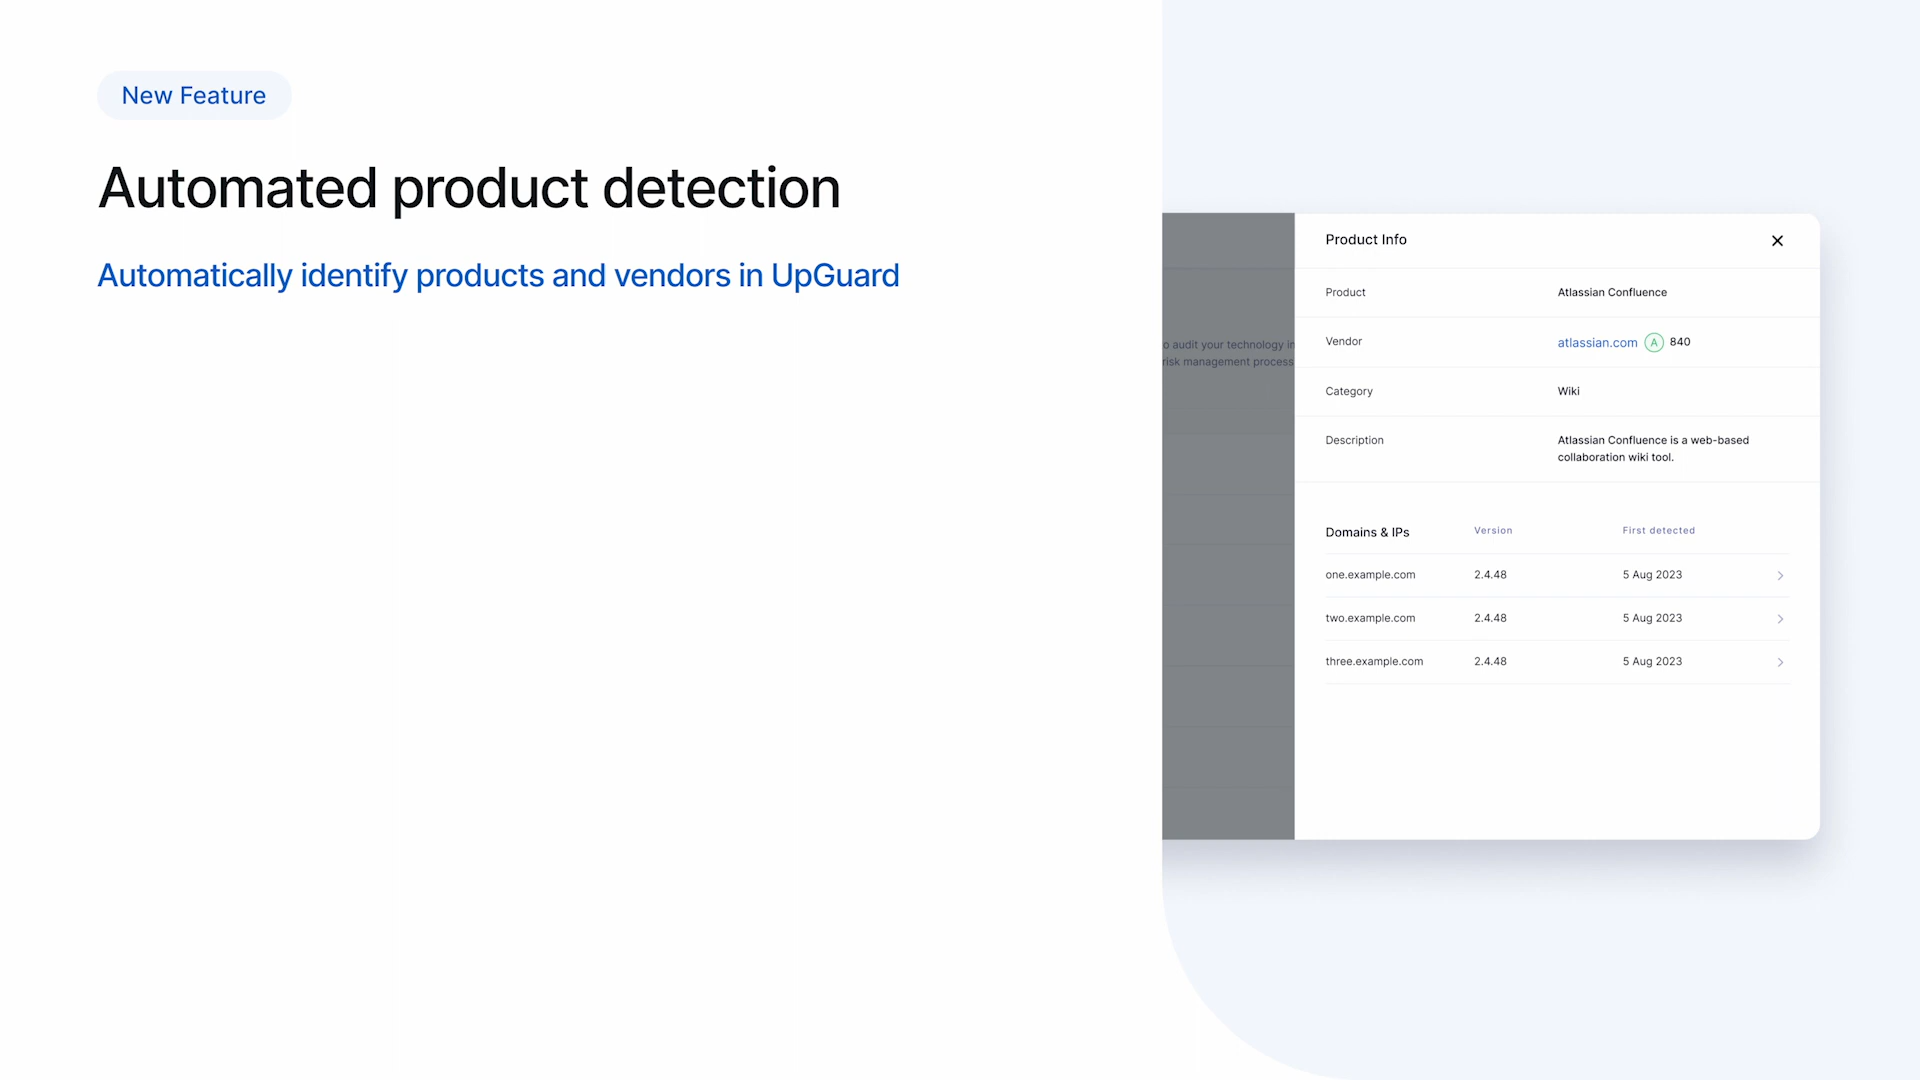 New Feature
Automated product detection
Automatically identify products and vendors in UpGuard
o audit your technology in
risk management process
Product Info
Product Atlassian Confluence
Vendor atlassian.com A 840
Category Wiki
Description Atlassian Confluence is a web-based
collaboration wiki tool.
Domains & IPs Version First detected
one.example.com 2.4.48 5 Aug 2023
two.example.com 2.4.48 5 Aug 2023
three.example.com 2.4.48 5 Aug 2023